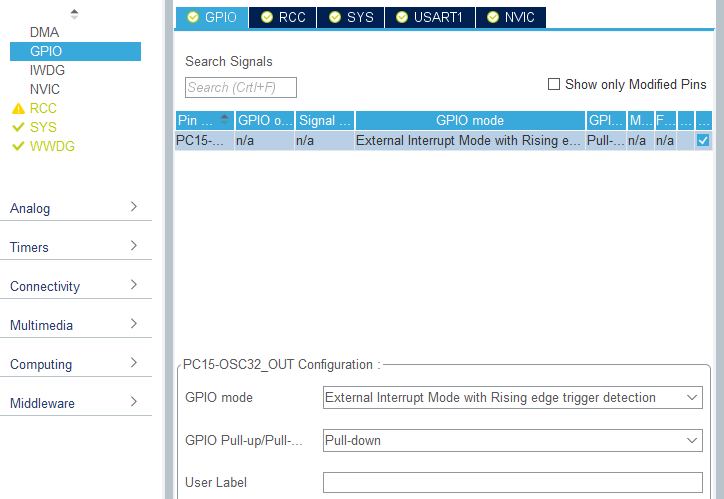 DMA
GPIO
IWDG
NVIC
RCC
SYS
WWDG
Analog
Timers
Connectivity
Multimedia
Computing
Middleware
GPIO RCC SYS USART1 NVIC
Search Signals
Search (Crtl+F)
Show only Modified Pins
Pin ... GPIO o... Signal ... GPIO mode GPI... M... F... ... ...
PC15-... n/a n/a External Interrupt Mode with Rising e... Pull-... n/a n/a
PC15-OSC32_OUT Configuration :
GPIO mode External Interrupt Mode with Rising edge trigger detection
GPIO Pull-up/Pull-... Pull-down
User Label